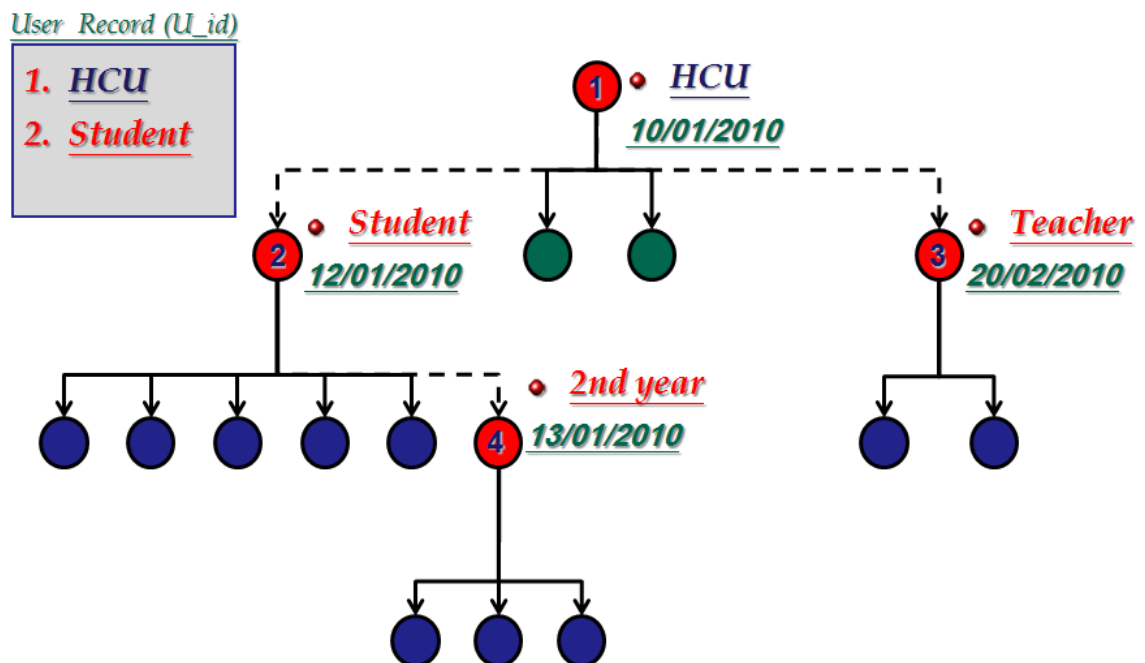 User Record (U_id)
1. HCU
2. Student
1
HCU
10/01/2010
2
Student
12/01/2010
3
Teacher
20/02/2010
2nd year
4
13/01/2010